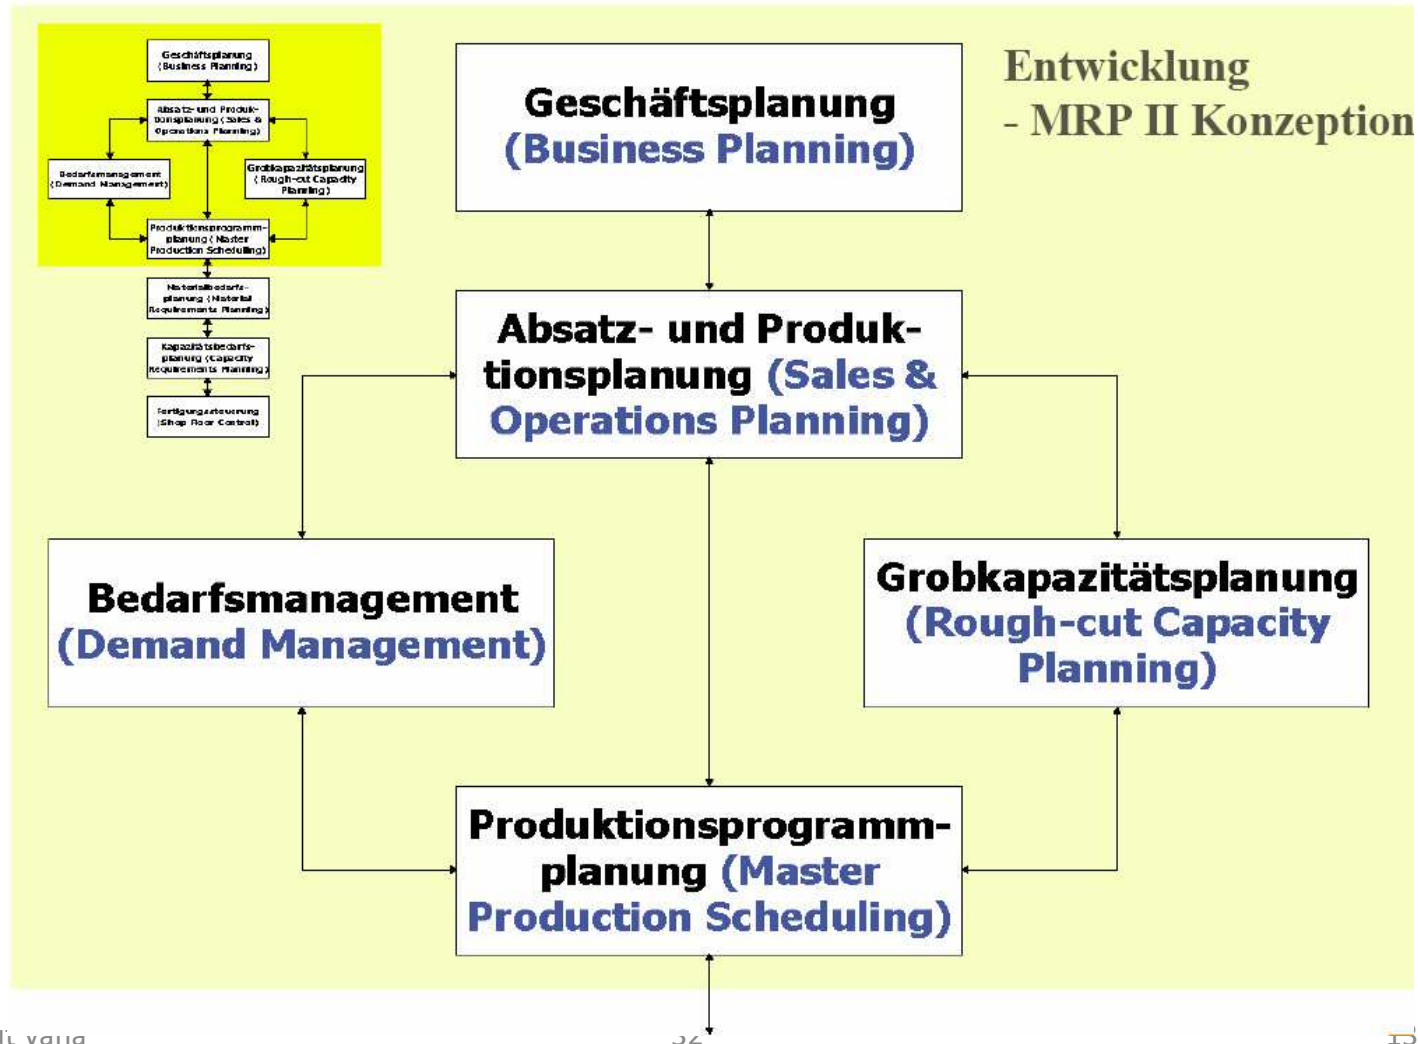 Geschäftsplanung
(Business Planning)
Absatz- und Produk-
tionsplanung (Sales &
Operations Planning)
Bedarfsmanagement
(Demand Management)
Grobkapazitätsplanung
(Rough-cut Capacity
Planning)
Produktionsprogramm-
planung (Master
Production Scheduling)
Materialbedarfs-
planung (Material
Requirements Planning)
Kapazitätsbedarfs-
planung (Capacity
Requirements Planning)
Fertigungssteuerung
(Shop Floor Control)
Entwicklung
- MRP II Konzeption
Geschäftsplanung
(Business Planning)
Absatz- und Produk-
tionsplanung (Sales &
Operations Planning)
Bedarfsmanagement
(Demand Management)
Grobkapazitätsplanung
(Rough-cut Capacity
Planning)
Produktionsprogramm-
planung (Master
Production Scheduling)